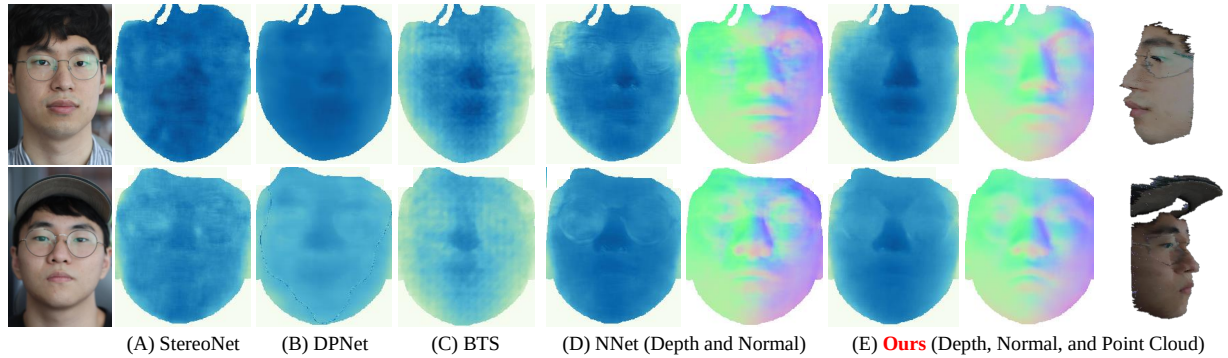 (A) StereoNet (B) DPNet (C) BTS (D) NNet (Depth and Normal) (E) Ours (Depth, Normal, and Point Cloud)